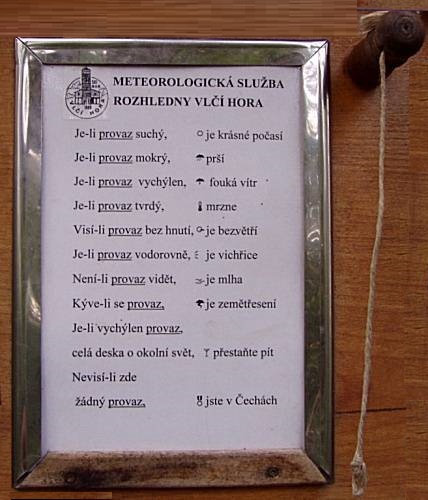 METEOROLOGICKÁ SLUŽBA
ROZHLEDNY VLČÍ HORA
VLČÍ HORA
Je-li provaz suchý, je krásné počasí
Je-li provaz mokrý, prší
Je-li provaz vychýlen, fouká vítr
Je-li provaz tvrdý, mrzne
Visí-li provaz bez hnutí, je bezvětří
Je-li provaz vodorovně, je vichřice
Není-li provaz vidět, je mlha
Kýve-li se provaz, je zemětřesení
Je-li vychýlen provaz,
celá deska o okolní svět, přestaňte pít
Nevisí-li zde
žádný provaz, jste v Čechách